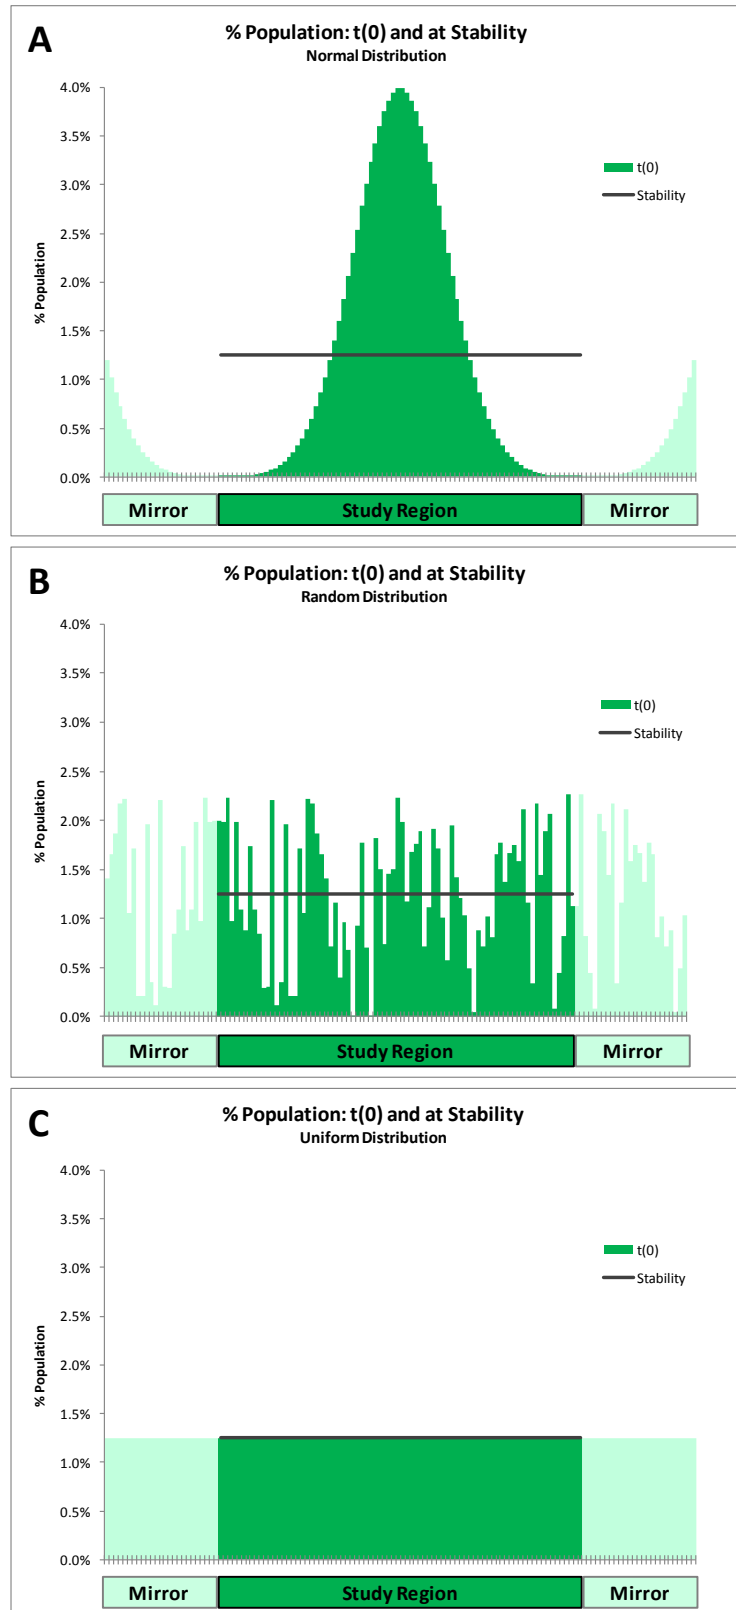 A
% Population: t(0) and at Stability
Normal Distribution
4.0%
3.5%
3.0%
2.5%
2.0%
1.5%
1.0%
0.5%
0.0%
% Population
t(0)
Stability
Mirror
Study Region
Mirror
B
% Population: t(0) and at Stability
Random Distribution
4.0%
3.5%
3.0%
2.5%
2.0%
1.5%
1.0%
0.5%
0.0%
% Population
t(0)
Stability
Mirror
Study Region
Mirror
C
% Population: t(0) and at Stability
Uniform Distribution
4.0%
3.5%
3.0%
2.5%
2.0%
1.5%
1.0%
0.5%
0.0%
% Population
t(0)
Stability
Mirror
Study Region
Mirror